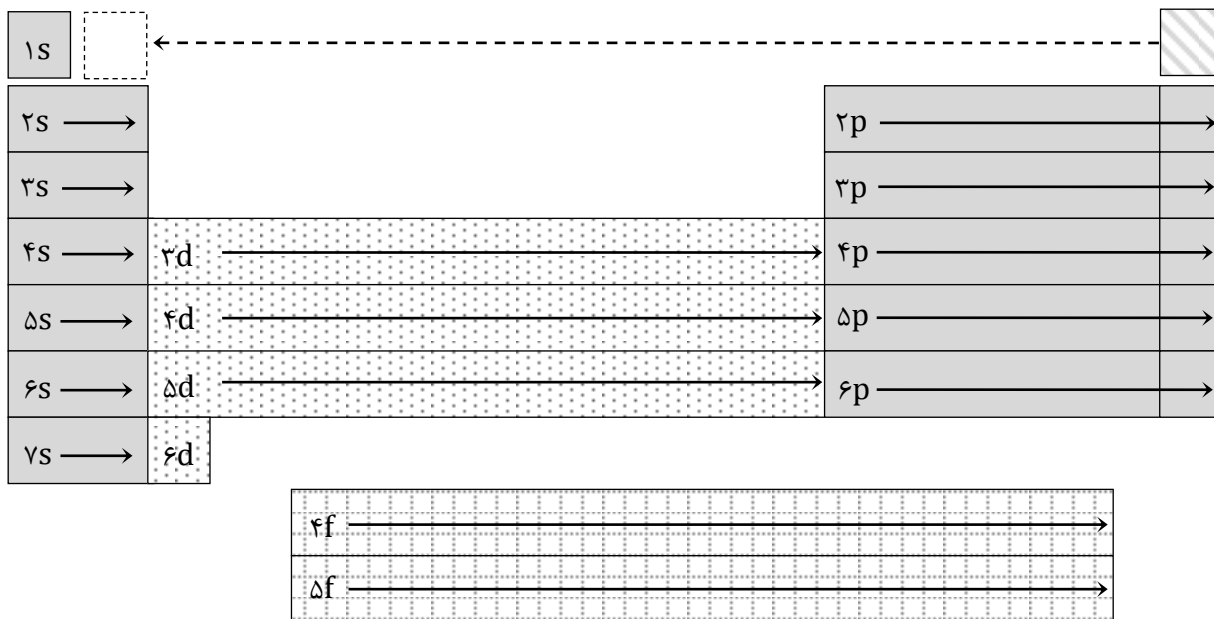 ۱s
۲s ۲p
۳s ۳p
۴s ۳d ۴p
۵s ۴d ۵p
۶s ۵d ۶p
۷s ۶d
۴f
۵f